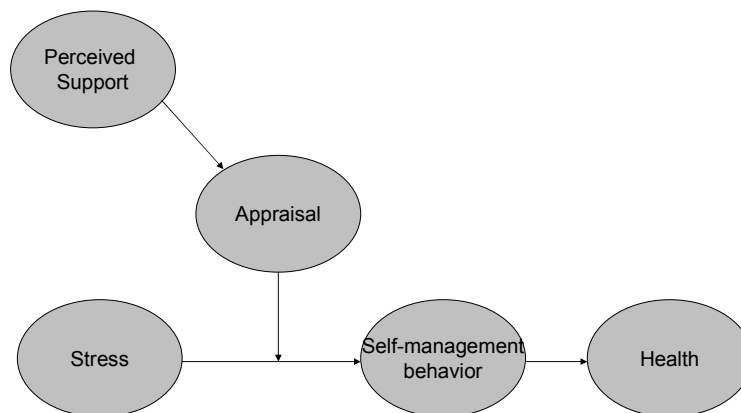 Perceived
Support
Appraisal
Stress
Self-management
behavior
Health